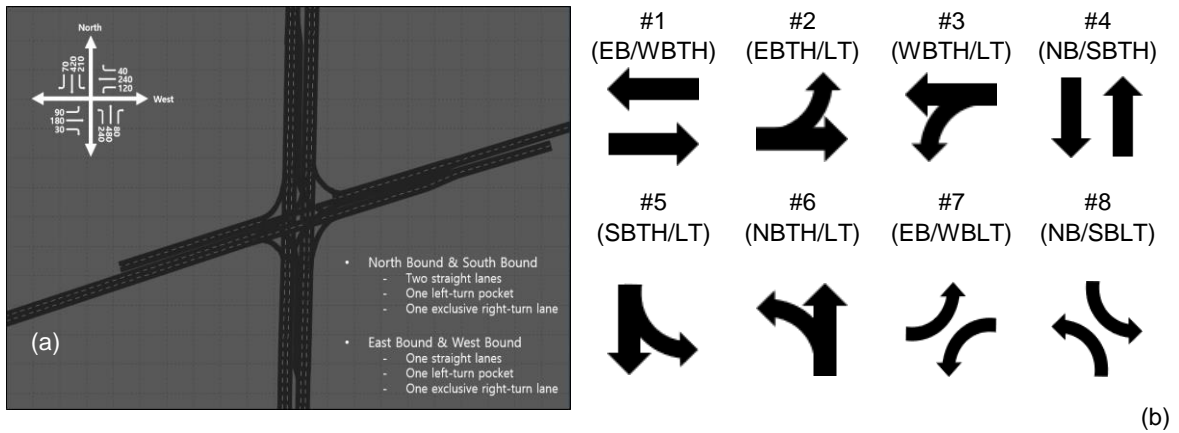 North
70
420
210
40
240
120
West
90
180
30
240
480
80
• North Bound & South Bound
- Two straight lanes
- One left-turn pocket
- One exclusive right-turn lane
• East Bound & West Bound
- One straight lanes
- One left-turn pocket
- One exclusive right-turn lane
(a)
#1
(EB/WBTH)
#2
(EBTH/LT)
#3
(WBTH/LT)
#4
(NB/SBTH)
#5
(SBTH/LT)
#6
(NBTH/LT)
#7
(EB/WBLT)
#8
(NB/SBLT)
(b)